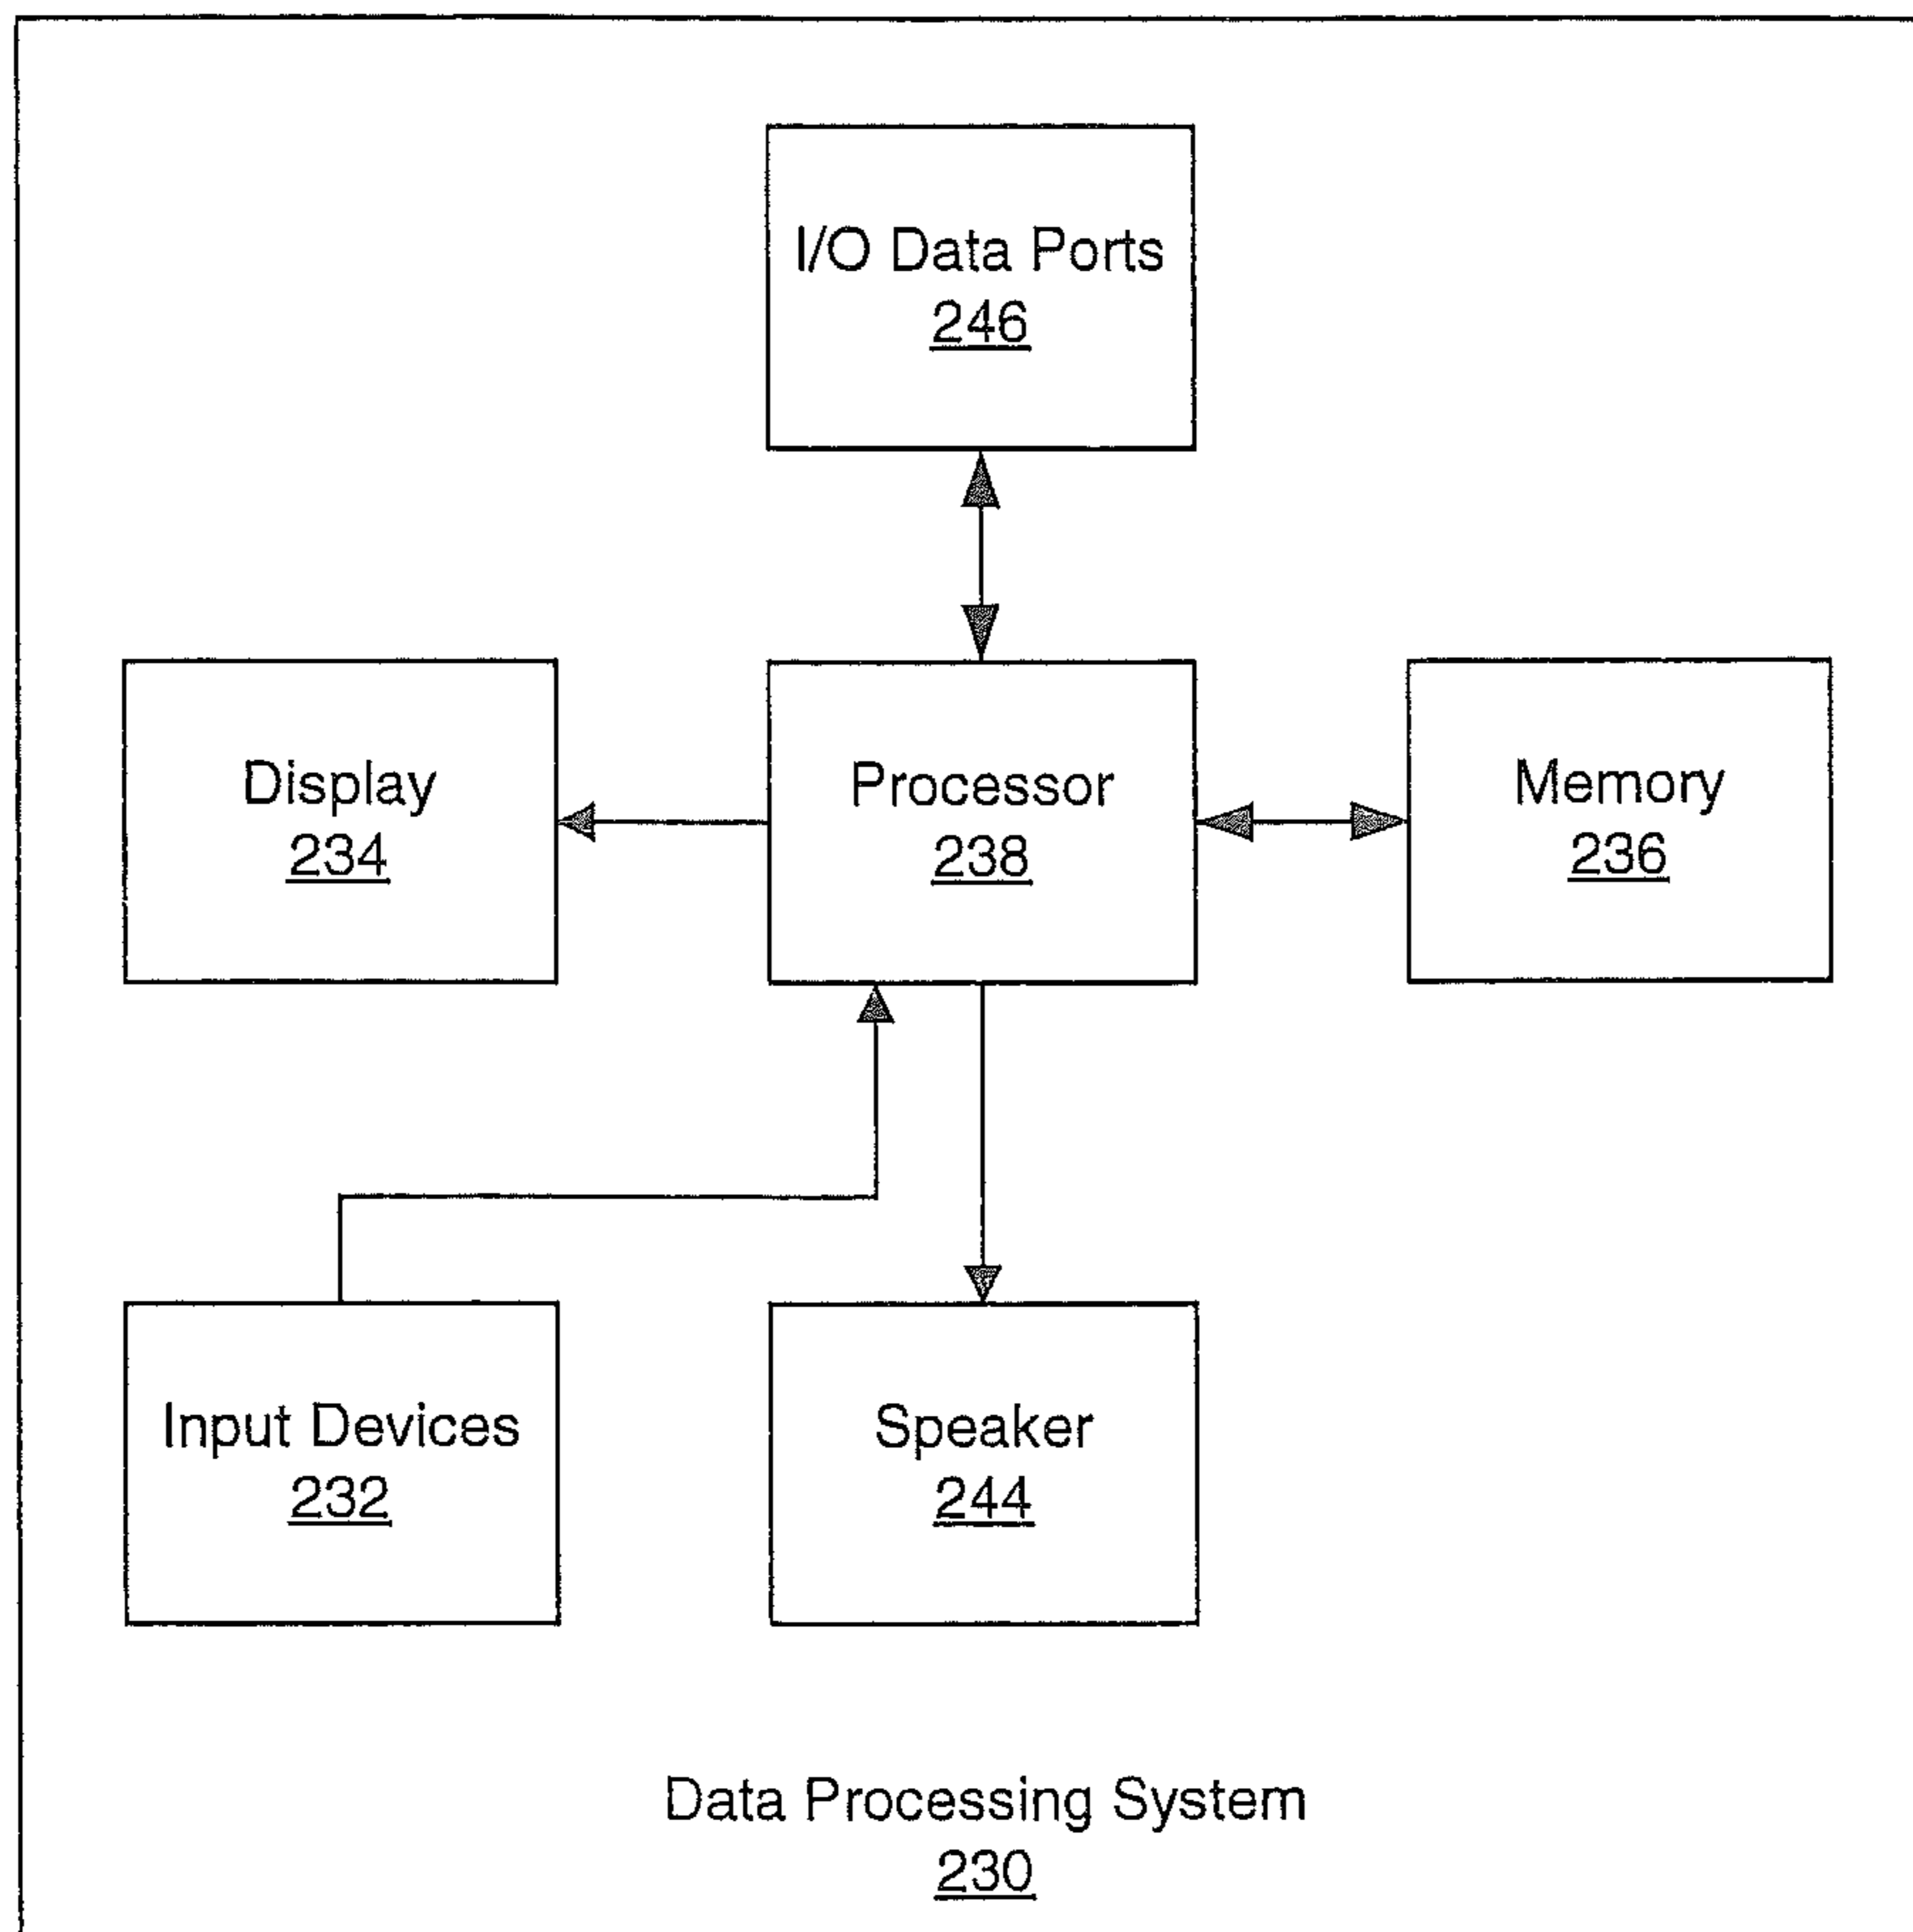 I/O Data Ports
246
Display
234
Processor
238
Memory
236
Input Devices
232
Speaker
244
Data Processing System
230